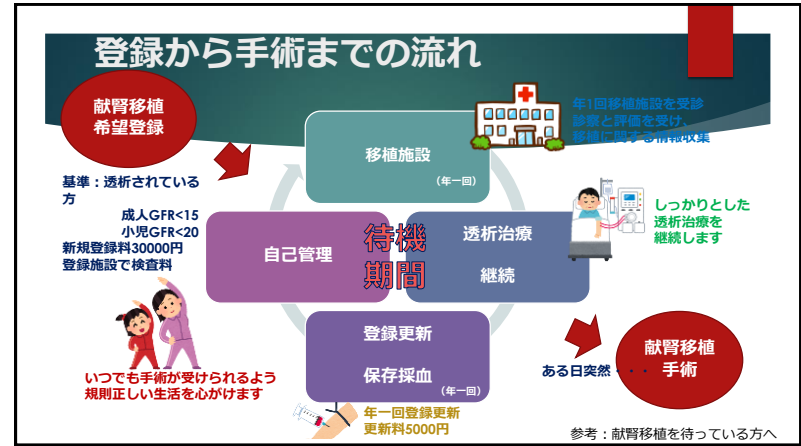 登録から手術までの流れ
献腎移植
希望登録
基準：透析されている
方
成人GFR<15
小児GFR<20
新規登録料30000円
登録施設で検査料
移植施設
（年一回）
年1回移植施設を受診
診察と評価を受け、
移植に関する情報収集
自己管理
待機
期間
透析治療
継続
しっかりとした
透析治療を
継続します
登録更新
保存採血
（年一回）
いつでも手術が受けられるよう
規則正しい生活を心がけます
年一回登録更新
更新料5000円
ある日突然・・・
献腎移植
手術
参考：献腎移植を待っている方へ